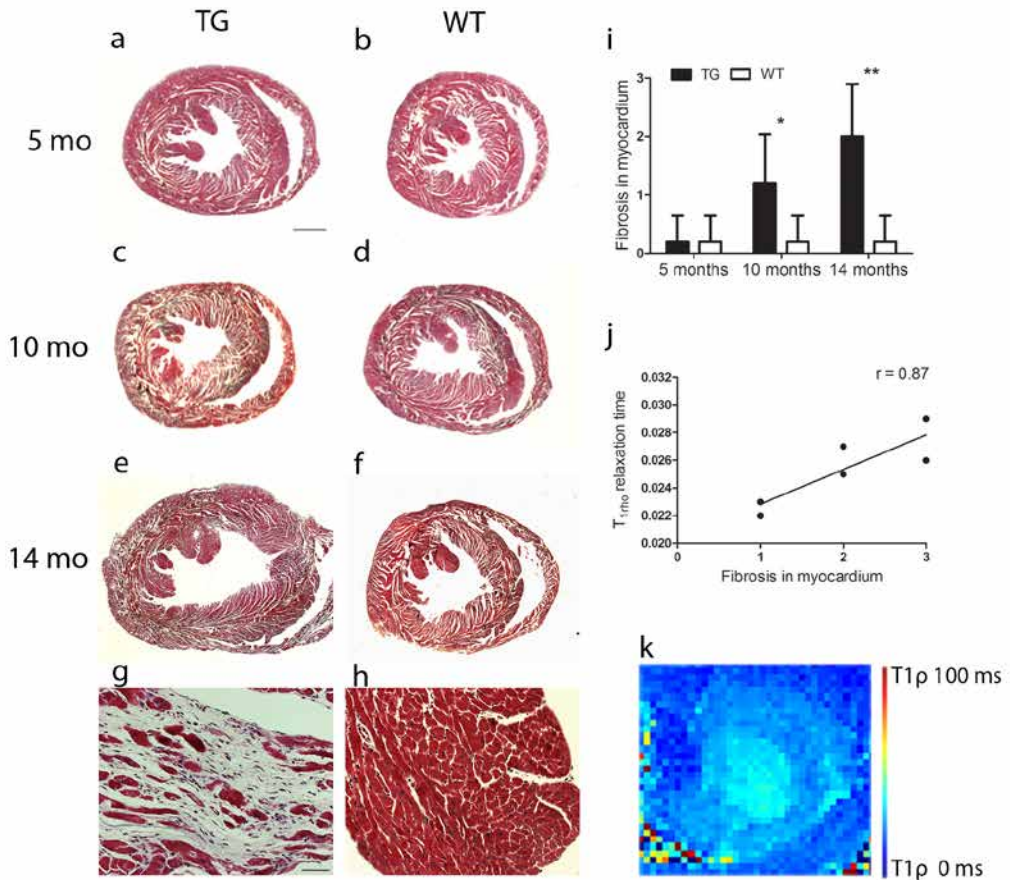 TG
WT
a
b
5 mo
c
d
10 mo
e
f
14 mo
g
h
i
TG
WT
*
**
Fibrosis in myocardium
3
2
1
0
5 months
10 months
14 months
j
r = 0.87
T1rho relaxation time
0.032
0.030
0.028
0.026
0.024
0.022
0.020
0
1
2
3
Fibrosis in myocardium
k
T1ρ 100 ms
T1ρ 0 ms